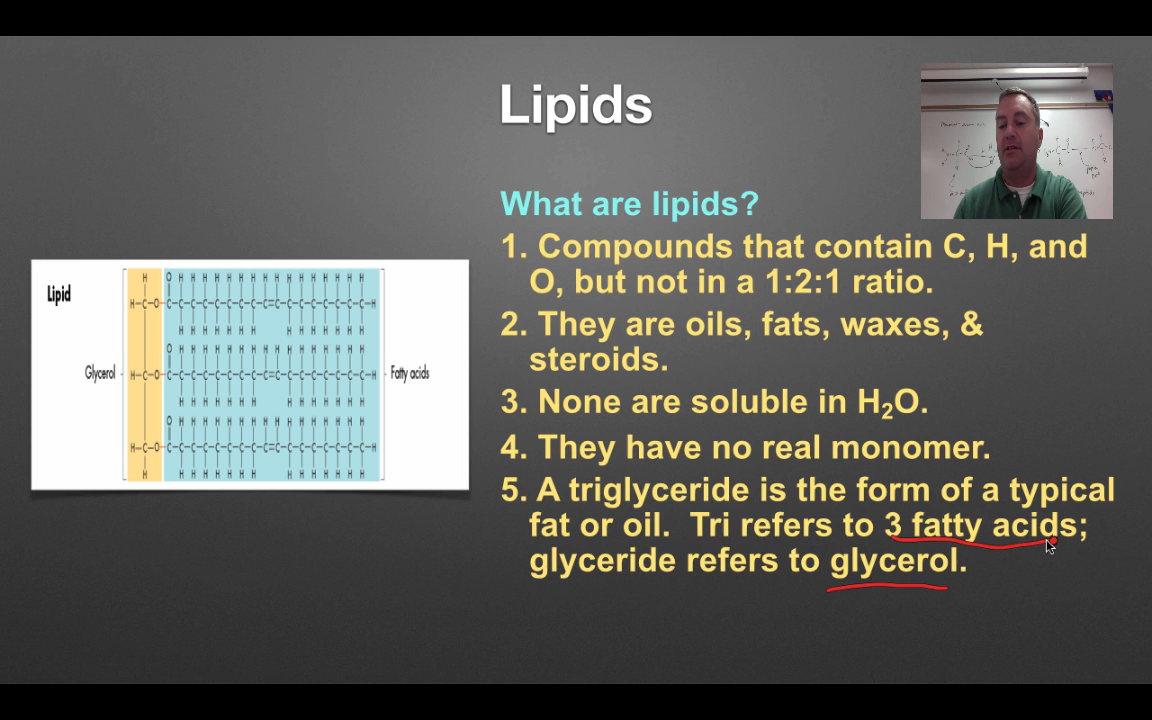 Lipids
What are lipids?
1. Compounds that contain C, H, and
O, but not in a 1:2:1 ratio.
2. They are oils, fats, waxes, &
steroids.
3. None are soluble in H₂O.
4. They have no real monomer.
5. A triglyceride is the form of a typical
fat or oil. Tri refers to 3 fatty acids;
glyceride refers to glycerol.
Lipid
Glycerol
Fatty acids